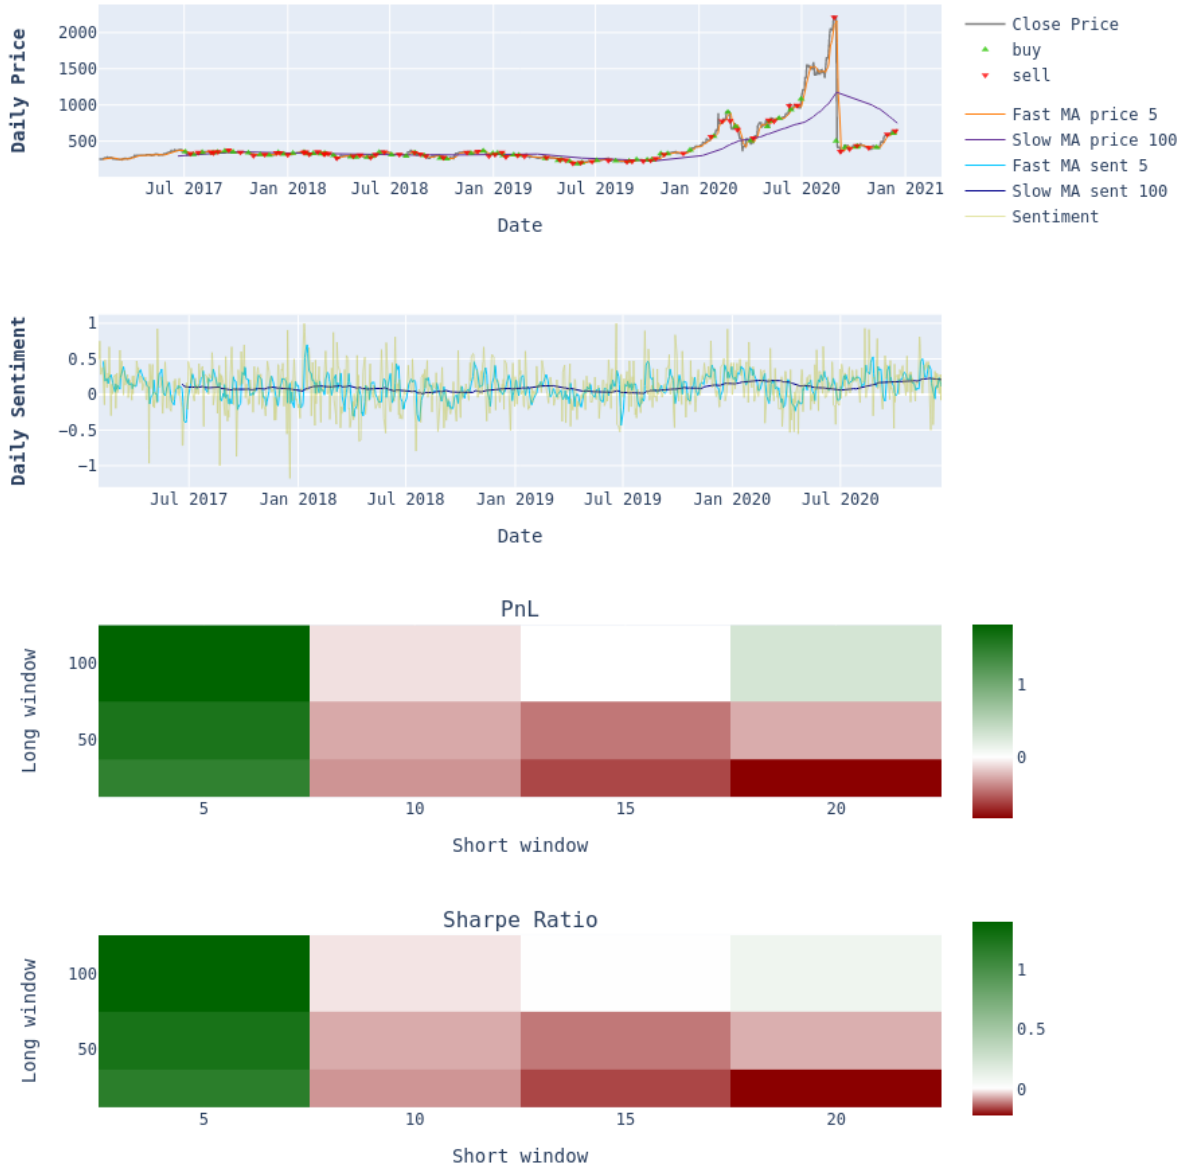 Daily Price
2000
1500
1000
500
Jul 2017 Jan 2018 Jul 2018 Jan 2019 Jul 2019 Jan 2020 Jul 2020 Jan 2021
Date
Close Price
buy
sell
Fast MA price 5
Slow MA price 100
Fast MA sent 5
Slow MA sent 100
Sentiment
Daily Sentiment
1
0.5
0
−0.5
−1
Jul 2017 Jan 2018 Jul 2018 Jan 2019 Jul 2019 Jan 2020 Jul 2020
Date
PnL
Long window
100
50
5 10 15 20
Short window
1
0
Sharpe Ratio
Long window
100
50
5 10 15 20
Short window
1
0.5
0